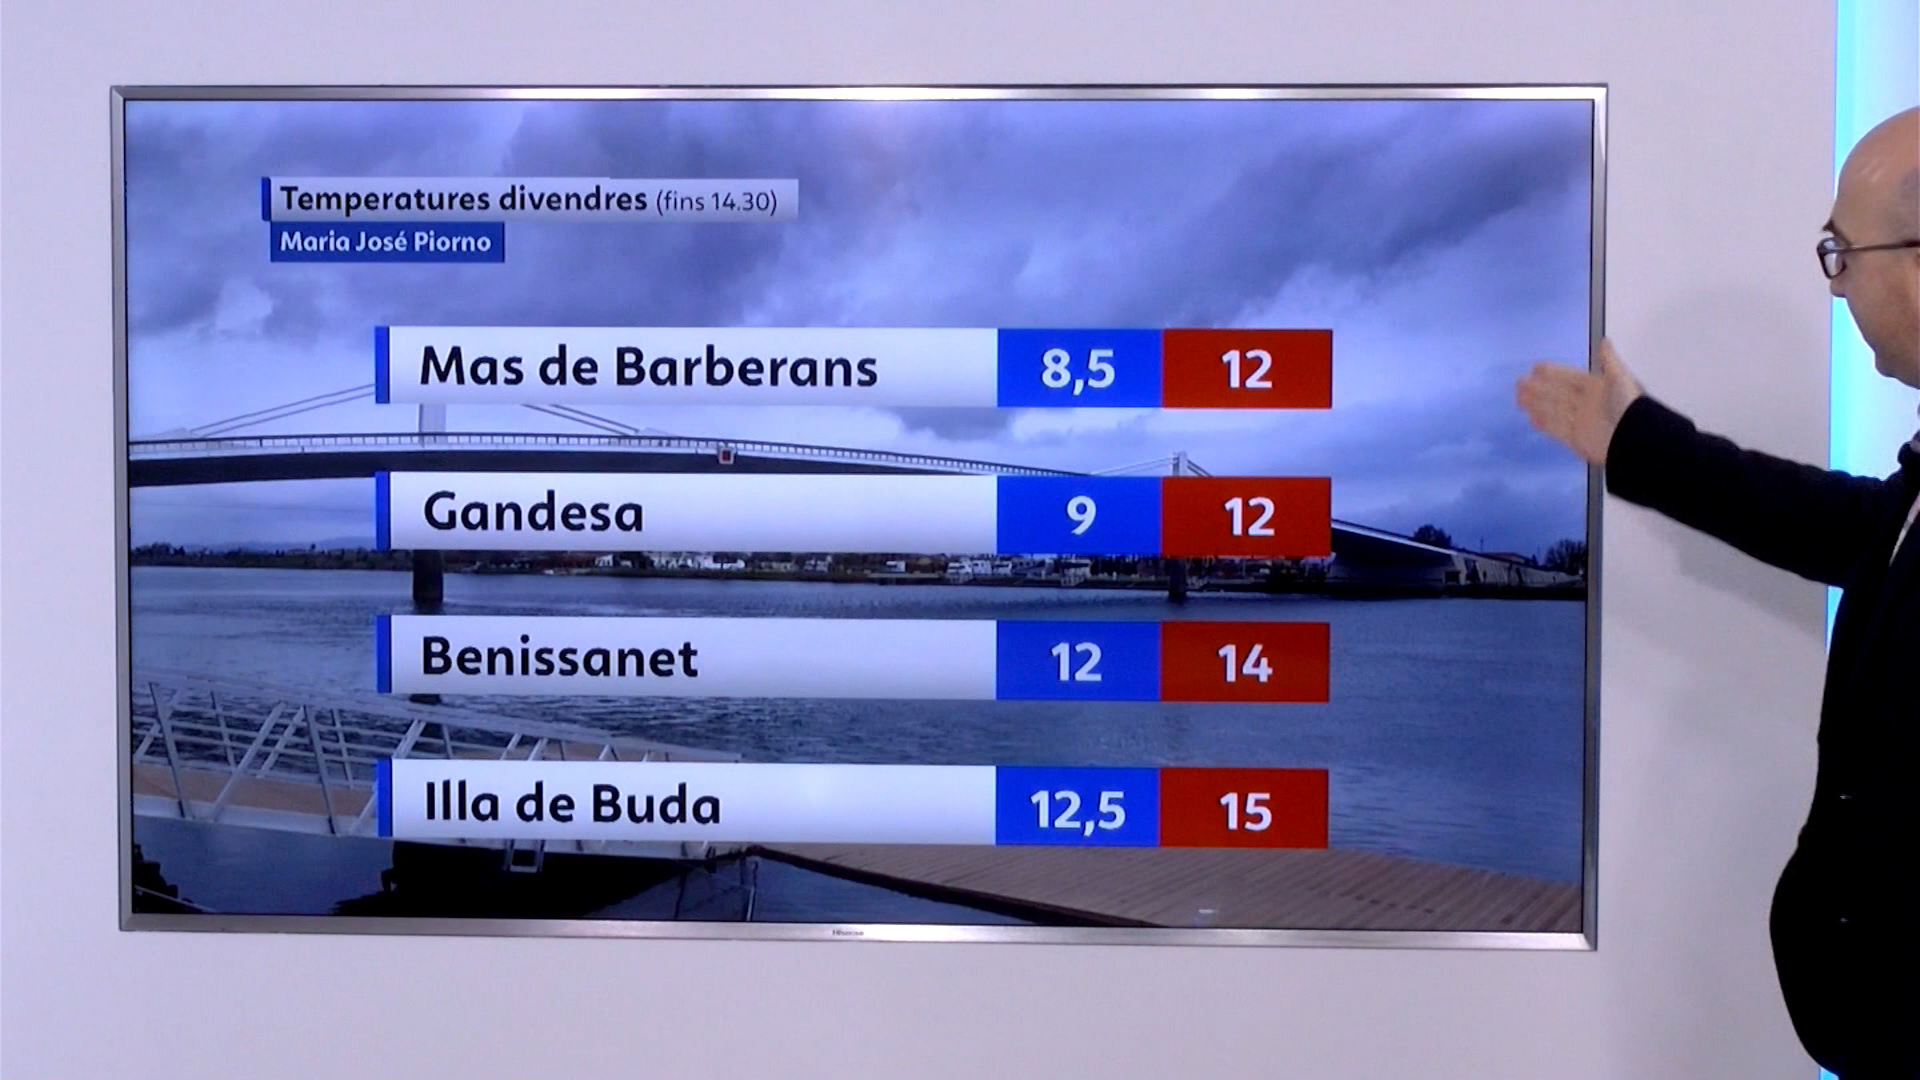 Temperatures divendres (fins 14.30)
Maria José Piorno
Mas de Barberans 8,5 12
Gandesa 9 12
Benissanet 12 14
Illa de Buda 12,5 15
Hisense